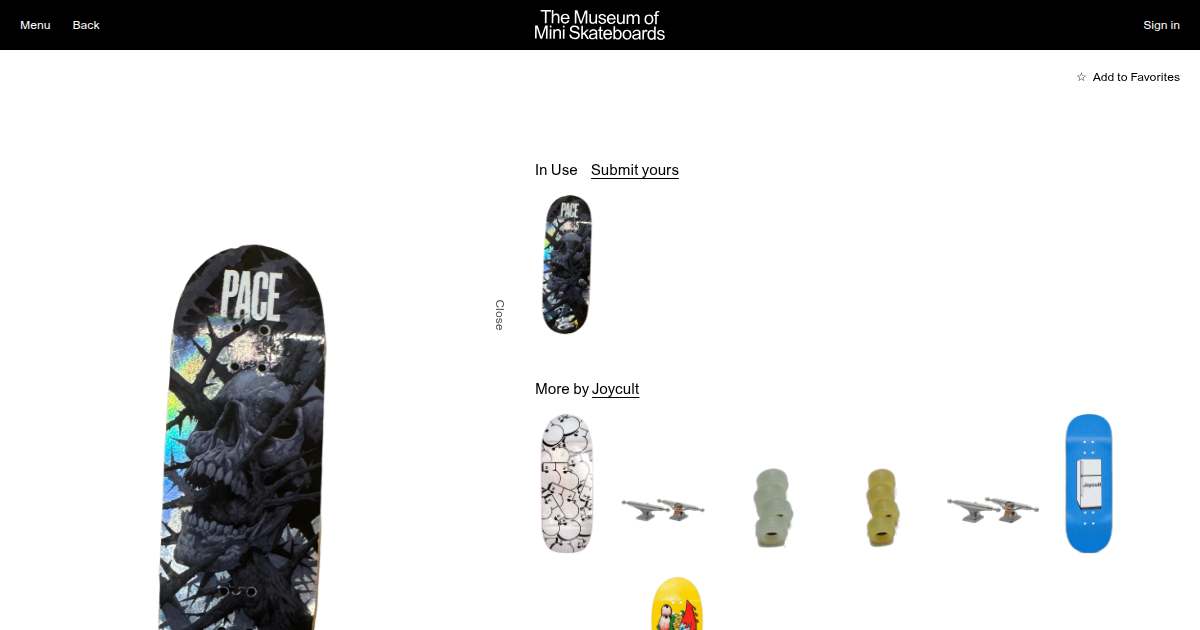 Menu
Back
The Museum of
Mini Skateboards
Sign in
☆ Add to Favorites
In Use
Submit yours
PACE
PACE
Close
More by Joycult
Joycult